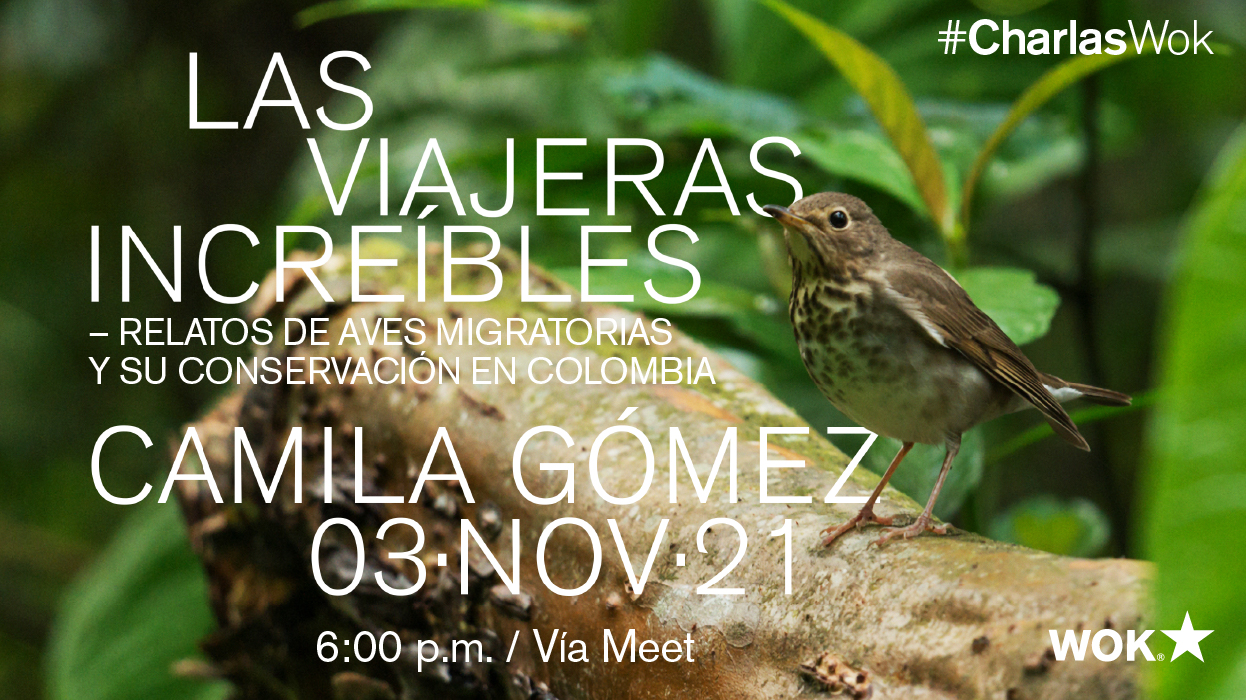 #CharlasWok
LAS
VIAJERAS
INCREÍBLES
– RELATOS DE AVES MIGRATORIAS
Y SU CONSERVACIÓN EN COLOMBIA
CAMILA GÓMEZ
03·NOV·21
6:00 p.m. / Vía Meet
WOK®